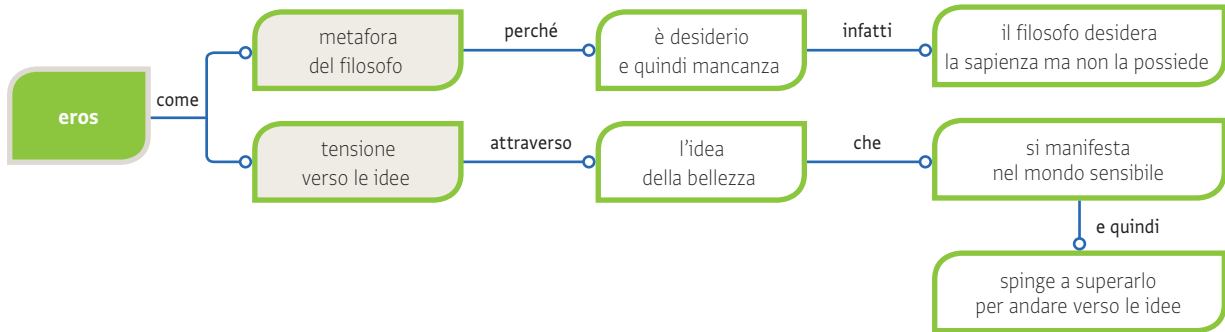 eros
come
metafora
del filosofo
perché
è desiderio
e quindi mancanza
infatti
il filosofo desidera
la sapienza ma non la possiede
tensione
verso le idee
attraverso
l'idea
della bellezza
che
si manifesta
nel mondo sensibile
e quindi
spinge a superarlo
per andare verso le idee